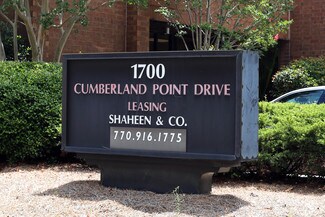 1700
CUMBERLAND POINT DRIVE
LEASING
SHAHEEN & CO.
770.916.1775